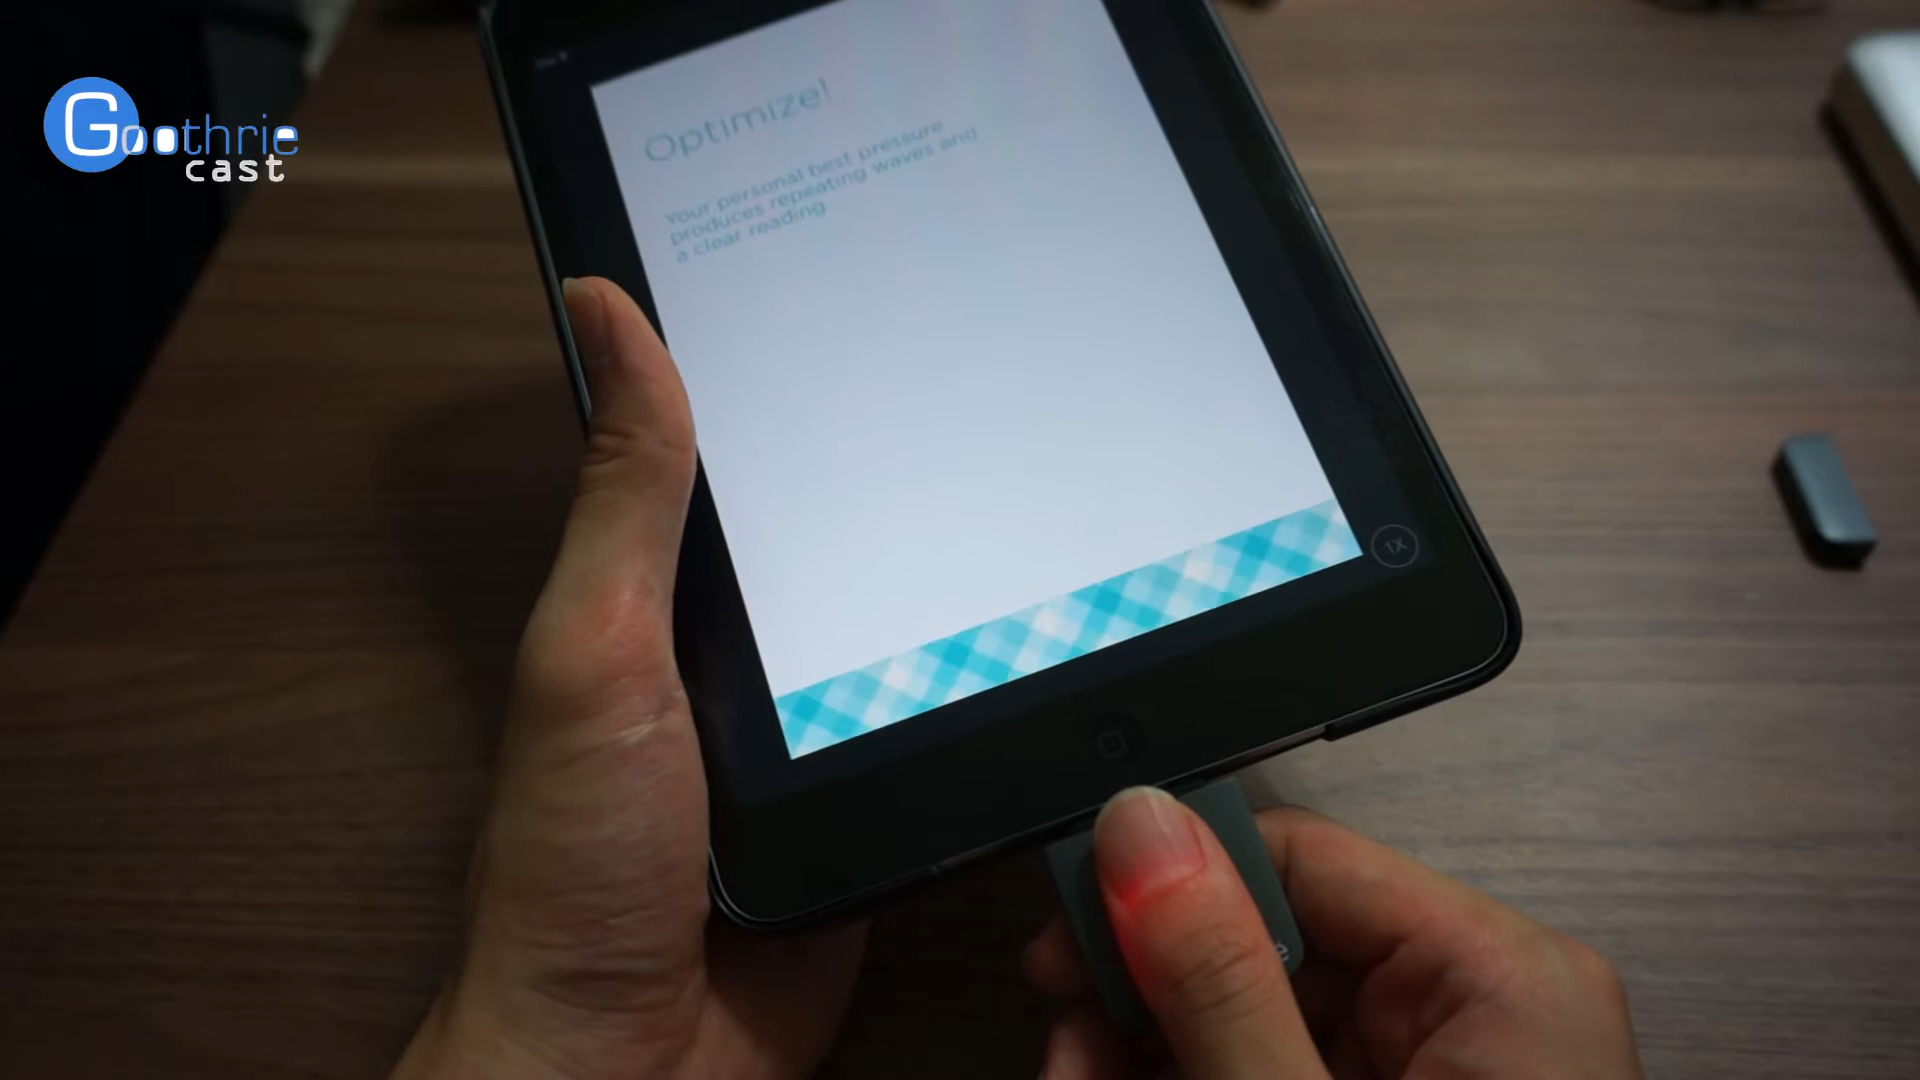 Goothrie
cast
Optimize!
Your personal best pressure
produces repeating waves and
a clear reading
1X